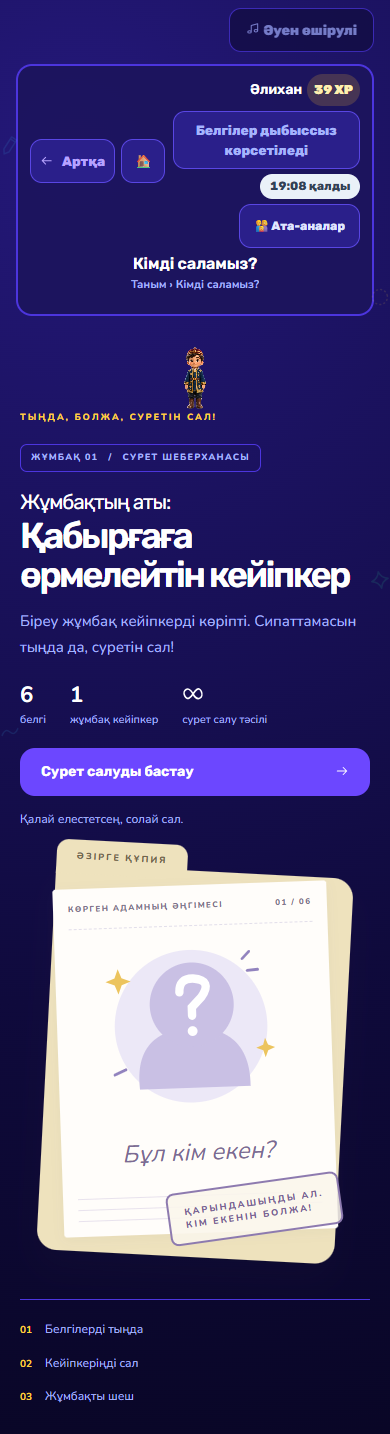 Әуен өшірулі
Әлихан 39 XP
Белгілер дыбыссыз
көрсетіледі
← Артқа
19:08 қалды
Ата-аналар
Кімді саламыз?
Таным › Кімді саламыз?
ТЫҢДА, БОЛЖА, СУРЕТІН САЛ!
ЖҰМБАҚ 01 / СУРЕТ ШЕБЕРХАНАСЫ
Жұмбақтың аты:
Қабырғаға
өрмелейтін кейіпкер
Біреу жұмбақ кейіпкерді көріпті. Сипаттамасын
тыңда да, суретін сал!
6 1 ∞
белгі жұмбақ кейіпкер сурет салу тәсілі
Сурет салуды бастау →
Қалай елестетсең, солай сал.
ӘЗІРГЕ ҚҰПИЯ
КӨРГЕН АДАМНЫҢ ӘҢГІМЕСІ 01 / 06
?
Бұл кім екен?
ҚАРЫНДАШЫҢДЫ АЛ.
КІМ ЕКЕНІН БОЛЖА!
01 Белгілерді тыңда
02 Кейіпкеріңді сал
03 Жұмбақты шеш